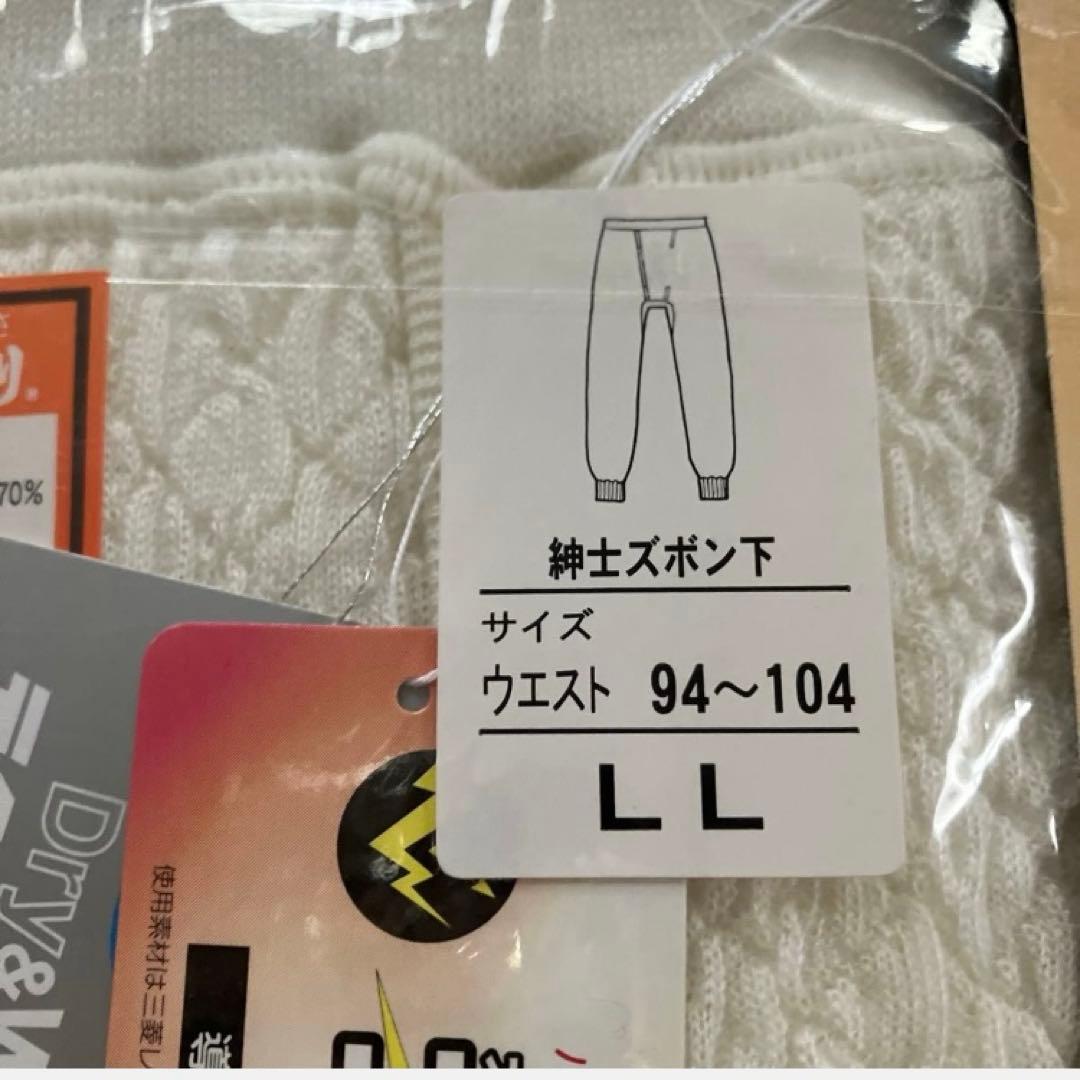 紳士ズボン下
サイズ
ウエスト 94～104
LL
70%
Dry&
使用素材は三菱
導